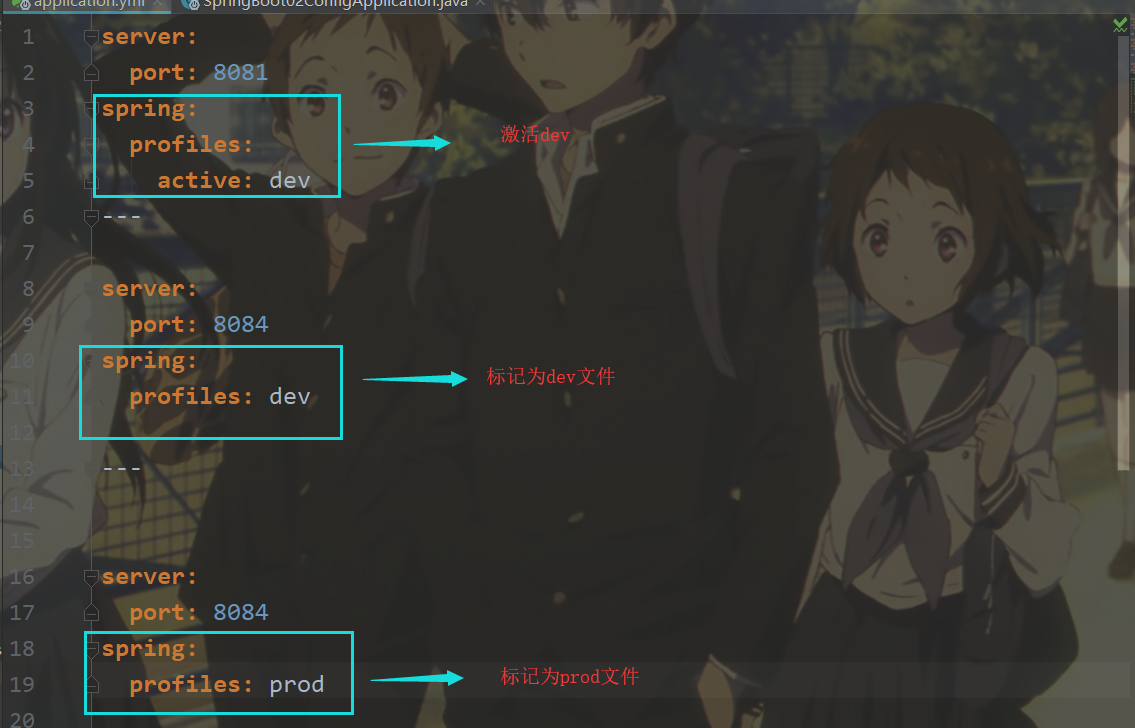 application.yml × SpringBoot02ConfigApplication.java ×
1 server:
2 port: 8081
3 spring:
4 profiles: 激活dev
5 active: dev
6 ---
7
8 server:
9 port: 8084
10 spring:
11 profiles: dev 标记为dev文件
12
13 ---
14
15
16 server:
17 port: 8084
18 spring:
19 profiles: prod 标记为prod文件
20